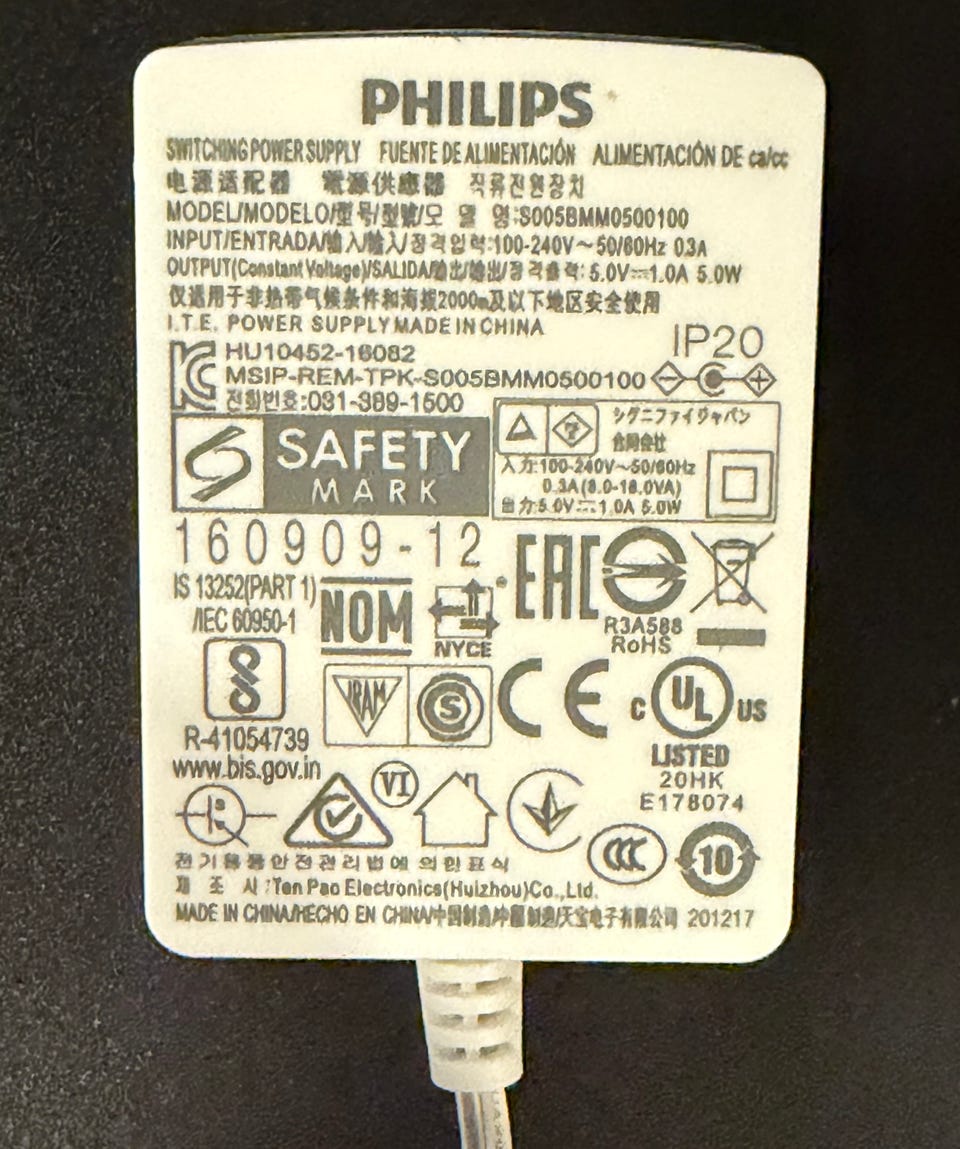 PHILIPS
SWITCHING POWER SUPPLY FUENTE DE ALIMENTACIÓN ALIMENTACIÓN DE ca/cc
电源适配器 電源供應器 직류전원장치
MODEL/MODELO/型号/型號/모 델 명:S005BMM0500100
INPUT/ENTRADA/输入/輸入/정격입력:100-240V~50/60Hz 0.3A
OUTPUT(Constant Voltage)/SALIDA/输出/輸出/정격출력:5.0V⎓1.0A 5.0W
仅适用于非热带气候条件和海拔2000m及以下地区安全使用
I.T.E. POWER SUPPLY MADE IN CHINA
IP20
HU10452-16082
MSIP-REM-TPK-S005BMM0500100
전화번호:031-389-1500
SAFETY
MARK
シグニファイジャパン
合同会社
入力:100-240V~50/60Hz
0.3A(8.0-18.0VA)
出力:5.0V⎓1.0A 5.0W
160909-12
IS 13252(PART 1)
/IEC 60950-1
NOM
NYCE
EAC
R3A588
RoHS
IRAM
S
CE
C UL US
LISTED
20HK
E178074
R-41054739
www.bis.gov.in
VI
CCC
10
전기용품안전관리법에 의한표시
제 조 사:Ten Pao Electronics(Huizhou)Co.,Ltd.
MADE IN CHINA/HECHO EN CHINA/中国制造/中國制造/天宝电子有限公司 201217